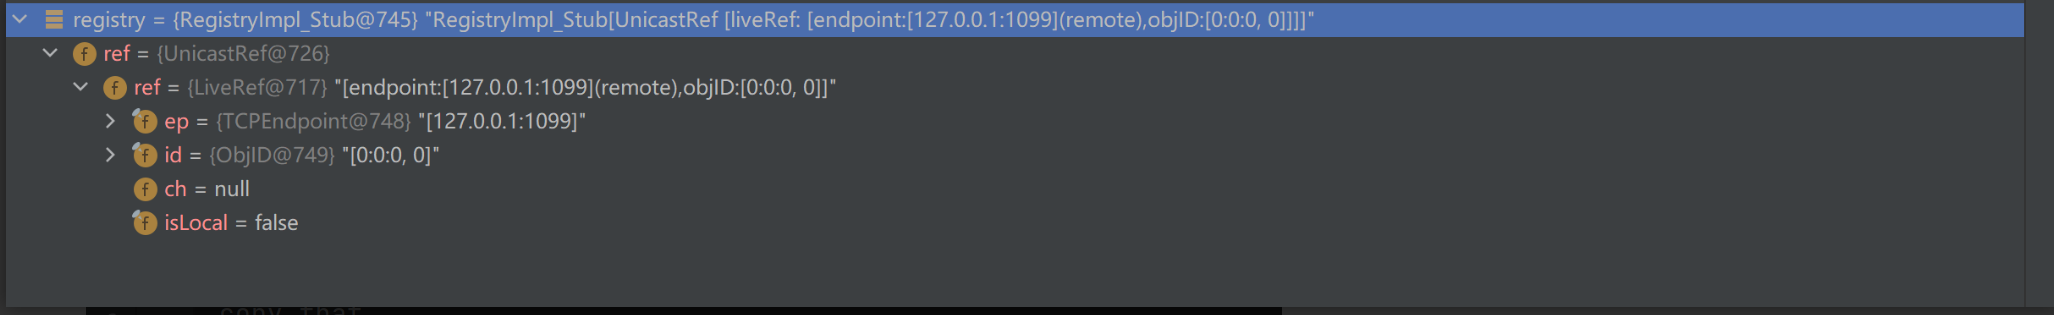 registry = {RegistryImpl_Stub@745} "RegistryImpl_Stub[UnicastRef [liveRef: [endpoint:[127.0.0.1:1099](remote),objID:[0:0:0, 0]]]]"
f ref = {UnicastRef@726}
f ref = {LiveRef@717} "[endpoint:[127.0.0.1:1099](remote),objID:[0:0:0, 0]]"
f ep = {TCPEndpoint@748} "[127.0.0.1:1099]"
f id = {ObjID@749} "[0:0:0, 0]"
f ch = null
f isLocal = false
copy that